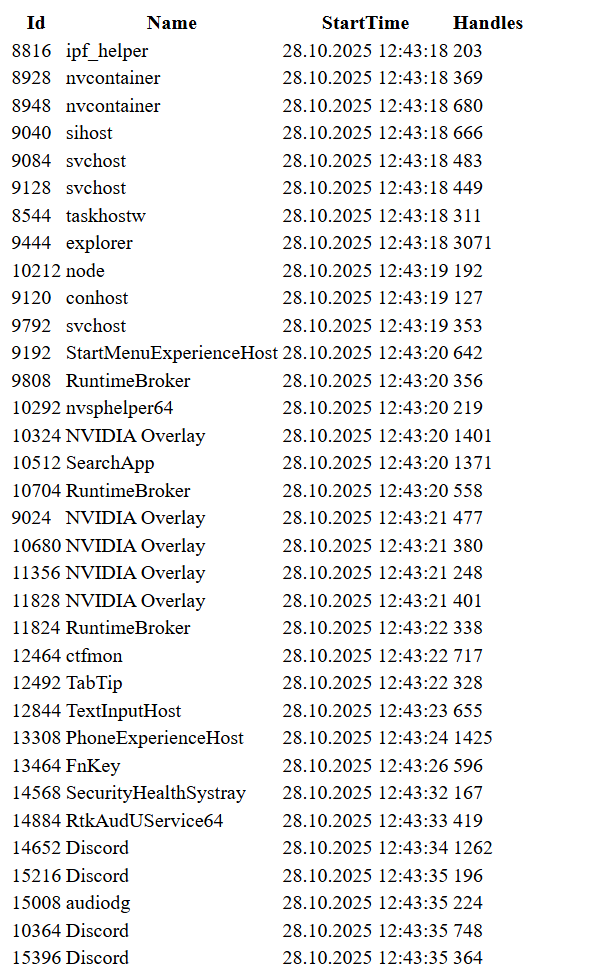 Id Name StartTime Handles
8816 ipf_helper 28.10.2025 12:43:18 203
8928 nvcontainer 28.10.2025 12:43:18 369
8948 nvcontainer 28.10.2025 12:43:18 680
9040 sihost 28.10.2025 12:43:18 666
9084 svchost 28.10.2025 12:43:18 483
9128 svchost 28.10.2025 12:43:18 449
8544 taskhostw 28.10.2025 12:43:18 311
9444 explorer 28.10.2025 12:43:18 3071
10212 node 28.10.2025 12:43:19 192
9120 conhost 28.10.2025 12:43:19 127
9792 svchost 28.10.2025 12:43:19 353
9192 StartMenuExperienceHost 28.10.2025 12:43:20 642
9808 RuntimeBroker 28.10.2025 12:43:20 356
10292 nvsphelper64 28.10.2025 12:43:20 219
10324 NVIDIA Overlay 28.10.2025 12:43:20 1401
10512 SearchApp 28.10.2025 12:43:20 1371
10704 RuntimeBroker 28.10.2025 12:43:20 558
9024 NVIDIA Overlay 28.10.2025 12:43:21 477
10680 NVIDIA Overlay 28.10.2025 12:43:21 380
11356 NVIDIA Overlay 28.10.2025 12:43:21 248
11828 NVIDIA Overlay 28.10.2025 12:43:21 401
11824 RuntimeBroker 28.10.2025 12:43:22 338
12464 ctfmon 28.10.2025 12:43:22 717
12492 TabTip 28.10.2025 12:43:22 328
12844 TextInputHost 28.10.2025 12:43:23 655
13308 PhoneExperienceHost 28.10.2025 12:43:24 1425
13464 FnKey 28.10.2025 12:43:26 596
14568 SecurityHealthSystray 28.10.2025 12:43:32 167
14884 RtkAudUService64 28.10.2025 12:43:33 419
14652 Discord 28.10.2025 12:43:34 1262
15216 Discord 28.10.2025 12:43:35 196
15008 audiodg 28.10.2025 12:43:35 224
10364 Discord 28.10.2025 12:43:35 748
15396 Discord 28.10.2025 12:43:35 364